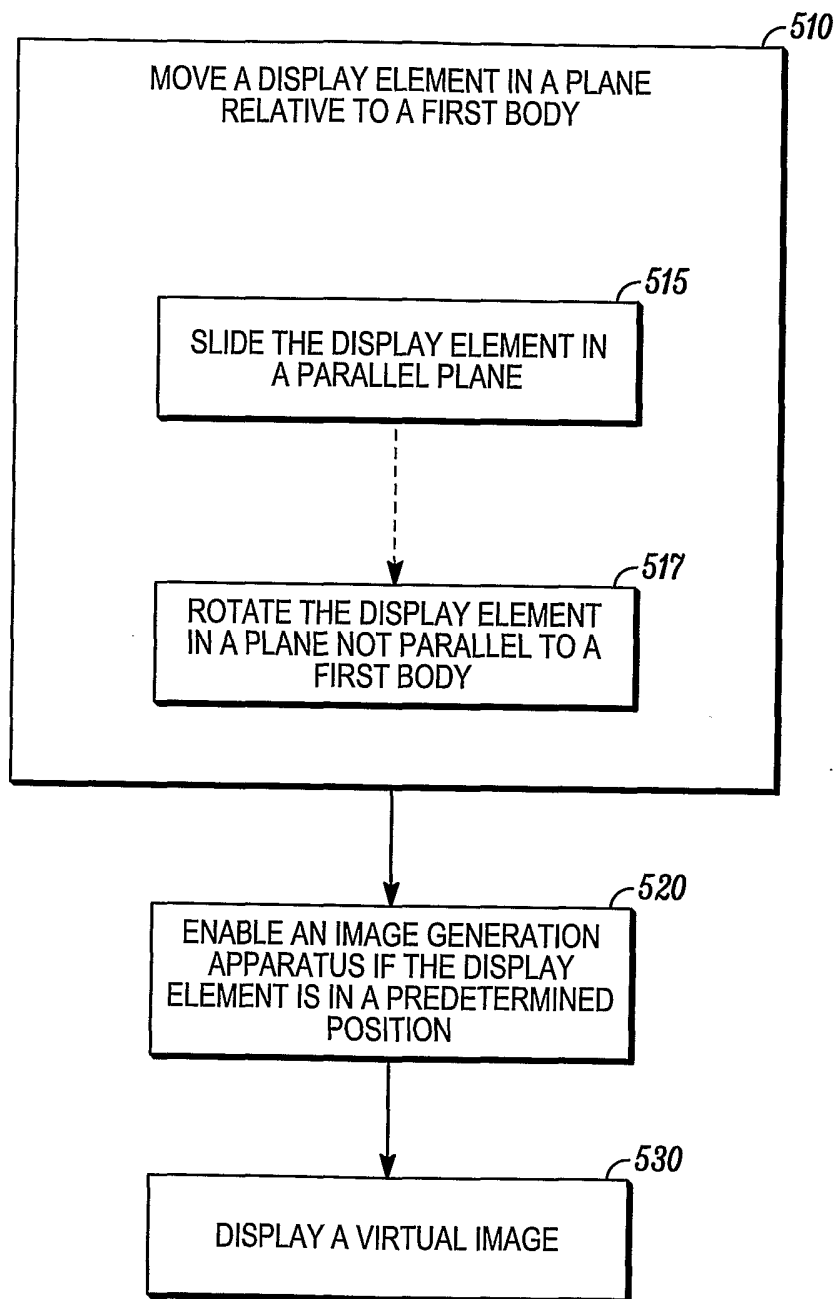 510
MOVE A DISPLAY ELEMENT IN A PLANE
RELATIVE TO A FIRST BODY
515
SLIDE THE DISPLAY ELEMENT IN
A PARALLEL PLANE
517
ROTATE THE DISPLAY ELEMENT
IN A PLANE NOT PARALLEL TO A
FIRST BODY
520
ENABLE AN IMAGE GENERATION
APPARATUS IF THE DISPLAY
ELEMENT IS IN A PREDETERMINED
POSITION
530
DISPLAY A VIRTUAL IMAGE